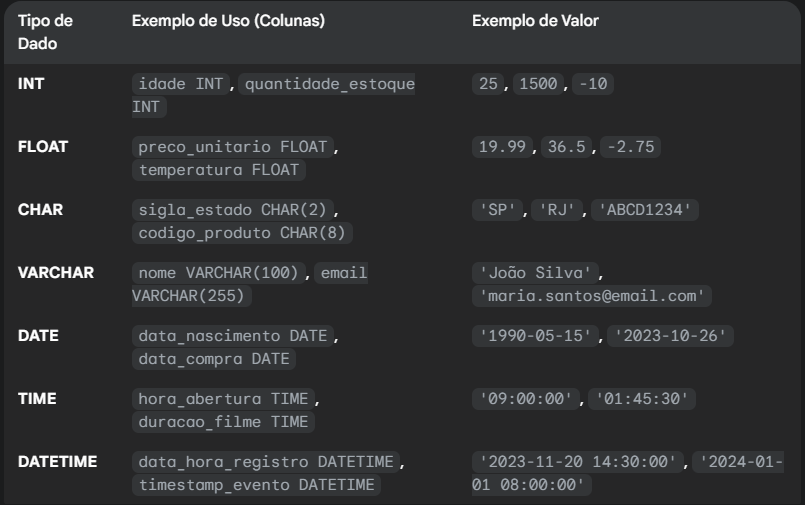 Tipo de Dado Exemplo de Uso (Colunas) Exemplo de Valor
INT idade INT, quantidade_estoque INT 25, 1500, -10
FLOAT preco_unitario FLOAT, temperatura FLOAT 19.99, 36.5, -2.75
CHAR sigla_estado CHAR(2), codigo_produto CHAR(8) 'SP', 'RJ', 'ABCD1234'
VARCHAR nome VARCHAR(100), email VARCHAR(255) 'João Silva', 'maria.santos@email.com'
DATE data_nascimento DATE, data_compra DATE '1990-05-15', '2023-10-26'
TIME hora_abertura TIME, duracao_filme TIME '09:00:00', '01:45:30'
DATETIME data_hora_registro DATETIME, timestamp_evento DATETIME '2023-11-20 14:30:00', '2024-01-01 08:00:00'